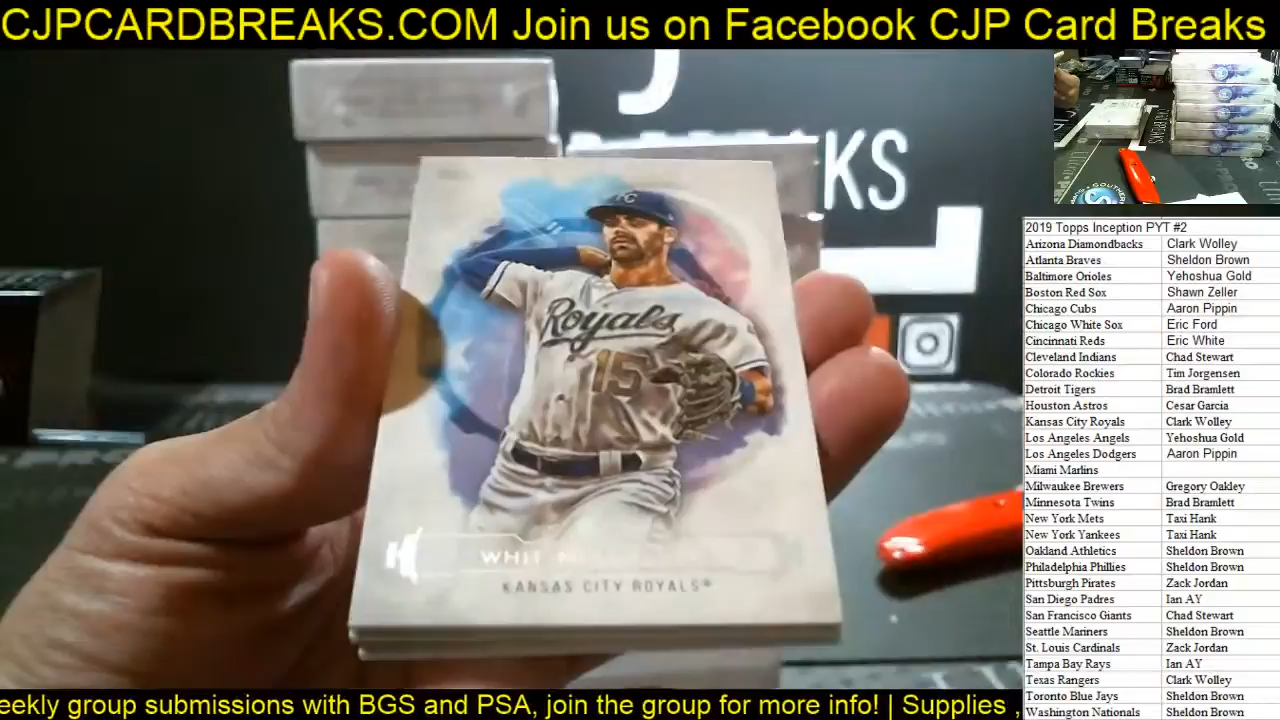 CJPCARDBREAKS.COM Join us on Facebook CJP Card Breaks
J
KS
Royals
15
WHIT
KANSAS CITY ROYALS®
2019 Topps Inception PYT #2
Arizona Diamondbacks Clark Wolley
Atlanta Braves Sheldon Brown
Baltimore Orioles Yehoshua Gold
Boston Red Sox Shawn Zeller
Chicago Cubs Aaron Pippin
Chicago White Sox Eric Ford
Cincinnati Reds Eric White
Cleveland Indians Chad Stewart
Colorado Rockies Tim Jorgensen
Detroit Tigers Brad Bramlett
Houston Astros Cesar Garcia
Kansas City Royals Clark Wolley
Los Angeles Angels Yehoshua Gold
Los Angeles Dodgers Aaron Pippin
Miami Marlins
Milwaukee Brewers Gregory Oakley
Minnesota Twins Brad Bramlett
New York Mets Taxi Hank
New York Yankees Taxi Hank
Oakland Athletics Sheldon Brown
Philadelphia Phillies Sheldon Brown
Pittsburgh Pirates Zack Jordan
San Diego Padres Ian AY
San Francisco Giants Chad Stewart
Seattle Mariners Sheldon Brown
St. Louis Cardinals Zack Jordan
Tampa Bay Rays Ian AY
Texas Rangers Clark Wolley
Toronto Blue Jays Sheldon Brown
Washington Nationals Sheldon Brown
eekly group submissions with BGS and PSA, join the group for more info! | Supplies ,